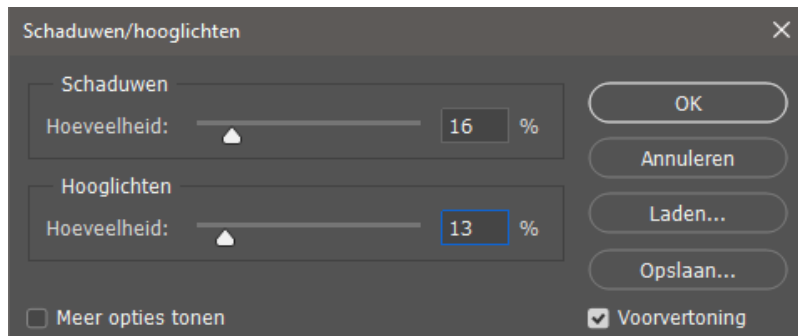 Schaduwen/hooglichten
Schaduwen
Hoeveelheid: 16 %
Hooglichten
Hoeveelheid: 13 %
Meer opties tonen
OK
Annuleren
Laden...
Opslaan...
Voorvertoning